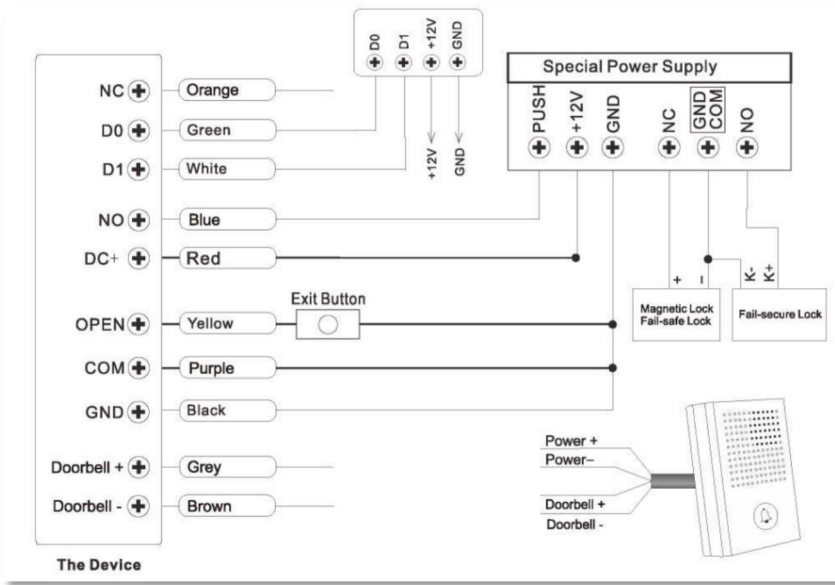 D0 D1 +12V GND
+12V GND
Special Power Supply
PUSH +12V GND NC GND COM NO
NC Orange
D0 Green
D1 White
NO Blue
DC+ Red
Exit Button
OPEN Yellow
COM Purple
GND Black
Doorbell + Grey
Doorbell - Brown
The Device
+ – K- K+
Magnetic Lock
Fail-safe Lock
Fail-secure Lock
Power +
Power–
Doorbell +
Doorbell -